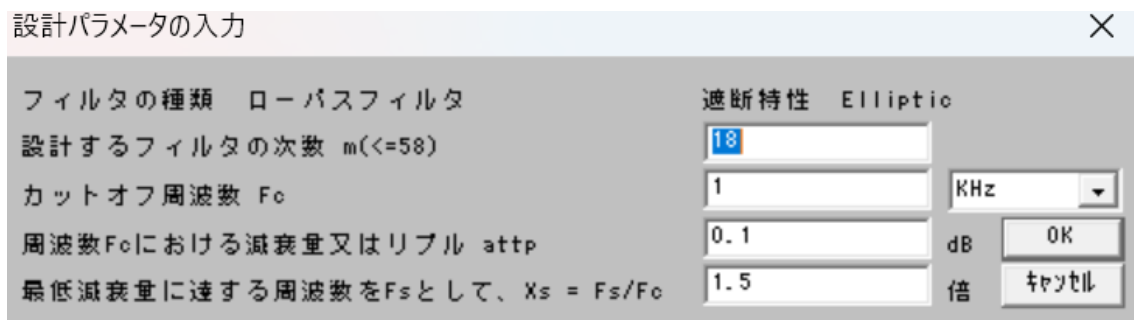 設計パラメータの入力
フィルタの種類 ローパスフィルタ 遮断特性 Elliptic
設計するフィルタの次数 m(<=58) 18
カットオフ周波数 Fc 1 KHz
周波数Fcにおける減衰量又はリプル attp 0.1 dB OK
最低減衰量に達する周波数をFsとして、Xs = Fs/Fc 1.5 倍 キャンセル